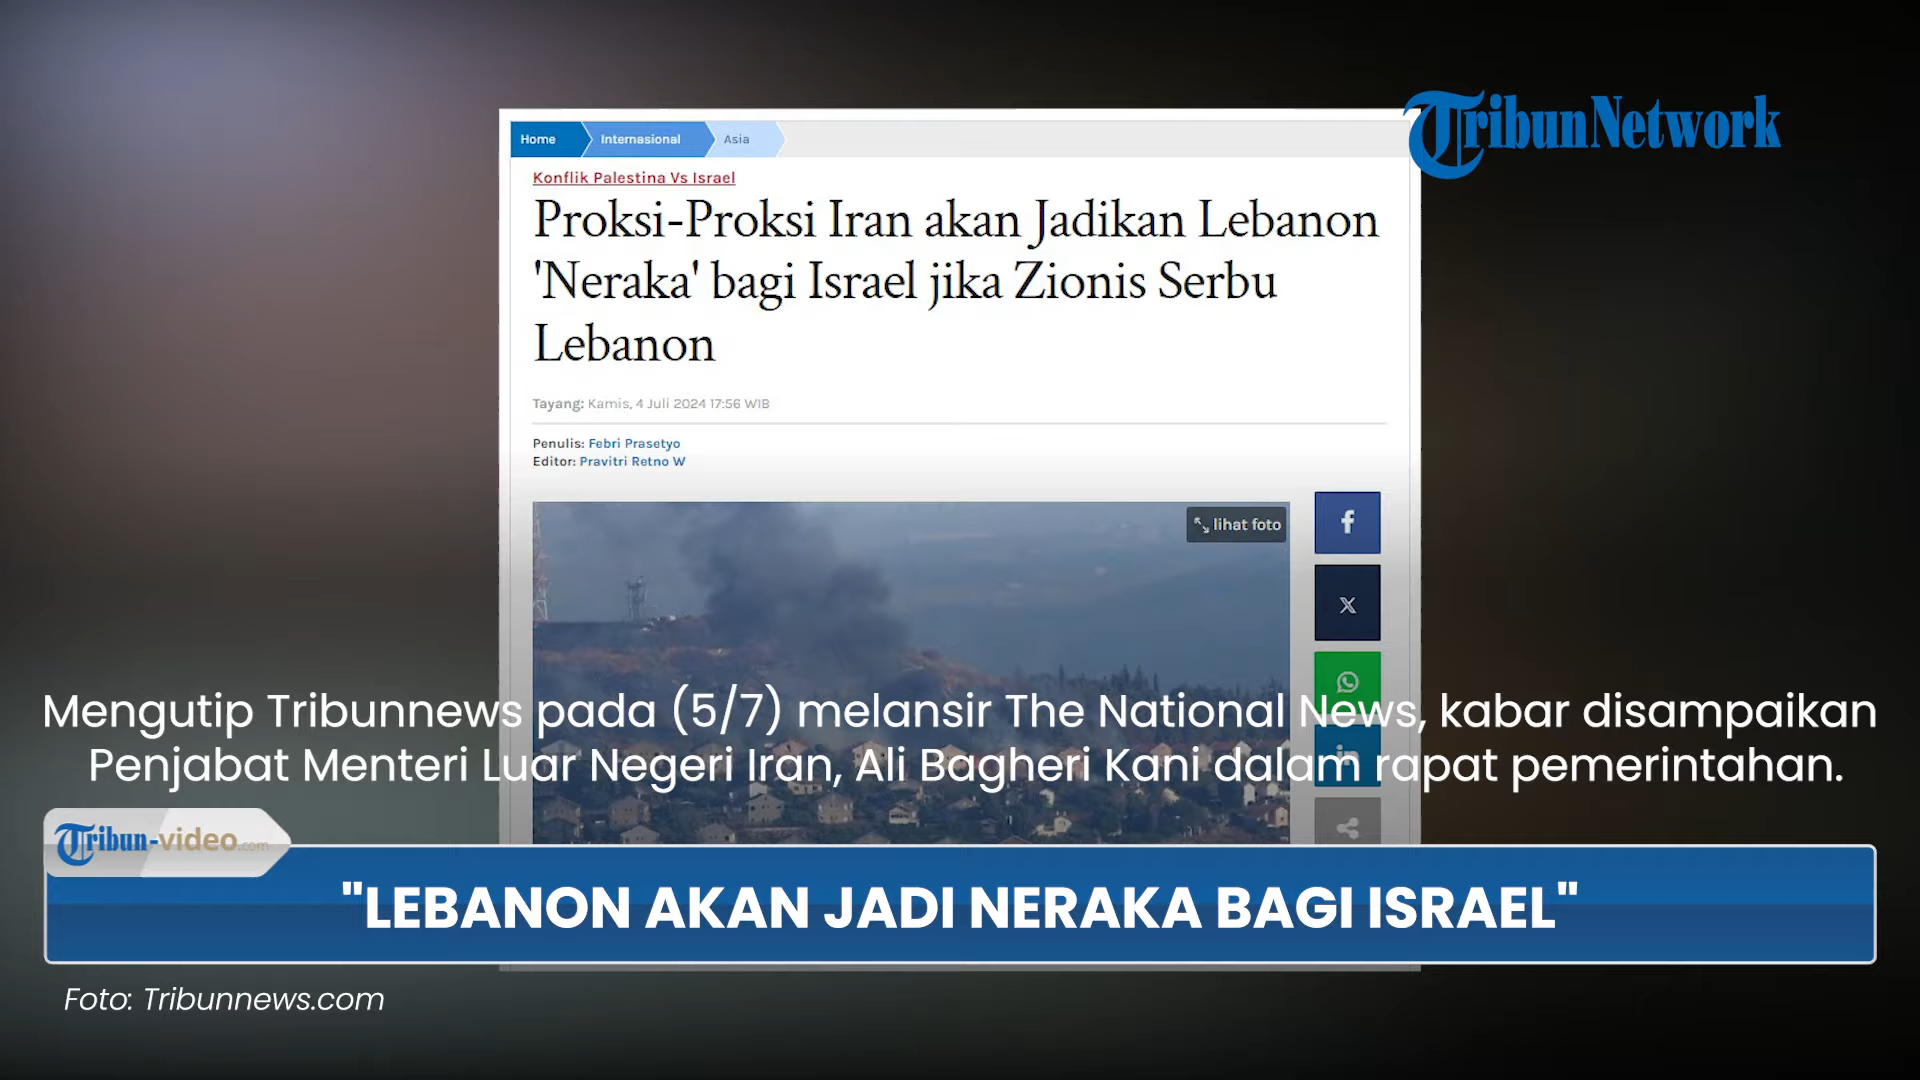 TribunNetwork
Home Internasional Asia
Konflik Palestina Vs Israel
Proksi-Proksi Iran akan Jadikan Lebanon
'Neraka' bagi Israel jika Zionis Serbu
Lebanon
Tayang: Kamis, 4 Juli 2024 17:56 WIB
Penulis: Febri Prasetyo
Editor: Pravitri Retno W
lihat foto
Mengutip Tribunnews pada (5/7) melansir The National News, kabar disampaikan
Penjabat Menteri Luar Negeri Iran, Ali Bagheri Kani dalam rapat pemerintahan.
Tribun-video.com
"LEBANON AKAN JADI NERAKA BAGI ISRAEL"
Foto: Tribunnews.com